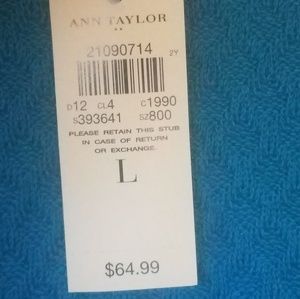 ANN TAYLOR
21090714 2Y
D12 CL4 C1990
S393641 SZ800
PLEASE RETAIN THIS STUB
IN CASE OF RETURN
OR EXCHANGE.
L
$64.99